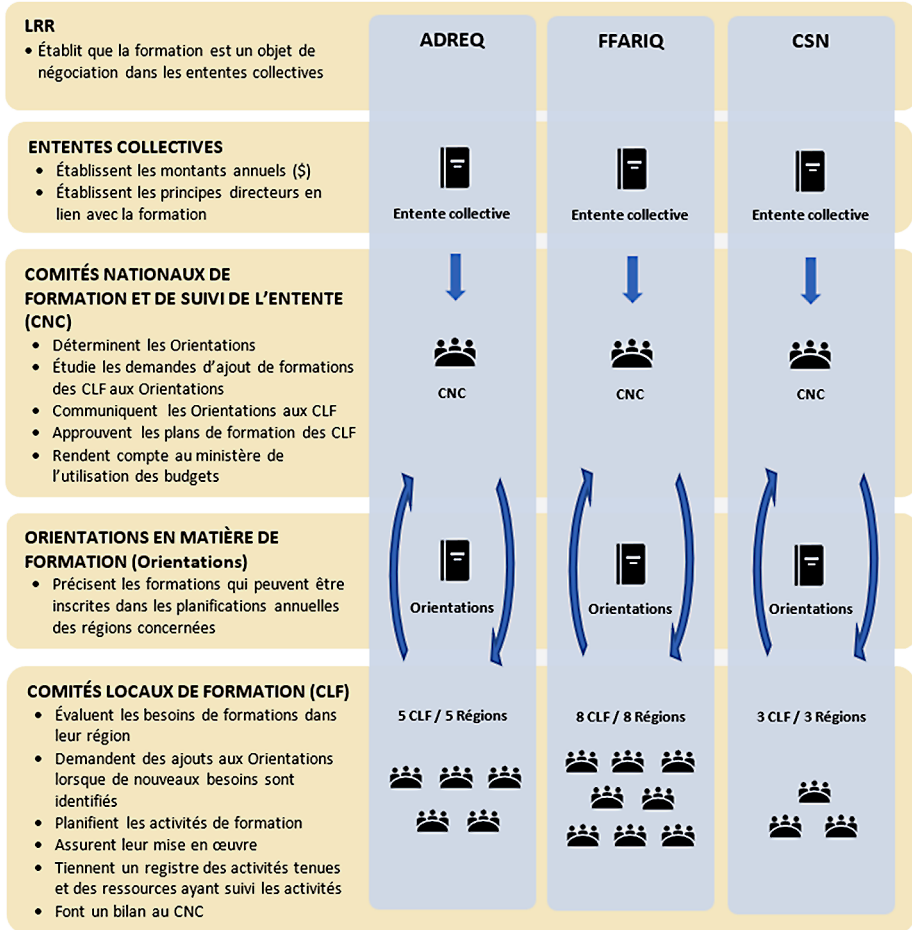 LRR
• Établit que la formation est un objet de
négociation dans les ententes collectives
ADREQ
FFARIQ
CSN
ENTENTES COLLECTIVES
• Établissent les montants annuels ($)
• Établissent les principes directeurs en
lien avec la formation
Entente collective
Entente collective
Entente collective
COMITÉS NATIONAUX DE
FORMATION ET DE SUIVI DE L’ENTENTE
(CNC)
• Déterminent les Orientations
• Étudie les demandes d’ajout de formations
des CLF aux Orientations
• Communiquent les Orientations aux CLF
• Approuvent les plans de formation des CLF
• Rendent compte au ministère de
l’utilisation des budgets
CNC
CNC
CNC
ORIENTATIONS EN MATIÈRE DE
FORMATION (Orientations)
• Précisent les formations qui peuvent être
inscrites dans les planifications annuelles
des régions concernées
Orientations
Orientations
Orientations
COMITÉS LOCAUX DE FORMATION (CLF)
• Évaluent les besoins de formations dans
leur région
• Demandent des ajouts aux Orientations
lorsque de nouveaux besoins sont
identifiés
• Planifient les activités de formation
• Assurent leur mise en œuvre
• Tiennent un registre des activités tenues
et des ressources ayant suivi les activités
• Font un bilan au CNC
5 CLF / 5 Régions
8 CLF / 8 Régions
3 CLF / 3 Régions